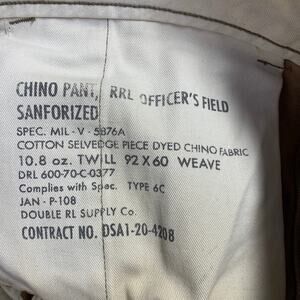 CHINO PANT, RRL OFFICER'S FIELD
SANFORIZED
SPEC. MIL - V - 5876A
COTTON SELVEDGE PIECE DYED CHINO FABRIC
10.8 oz. TWILL 92 X 60 WEAVE
DRL 600-70-C-0377
Complies with Spec. TYPE 6C
JAN - P-108
DOUBLE RL SUPPLY Co.
CONTRACT NO. DSA1-20-4208